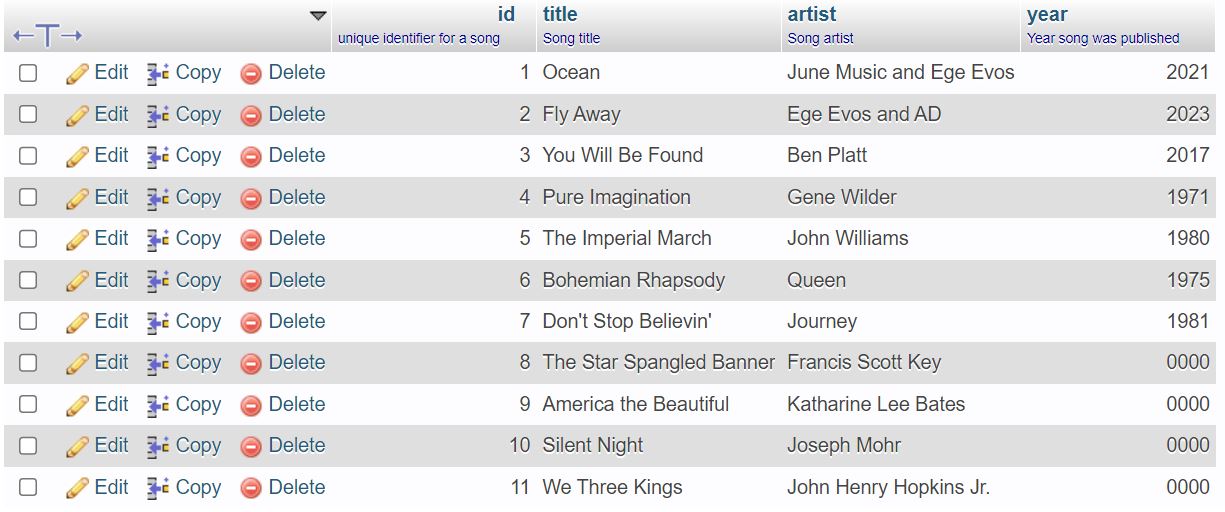 id title artist year
unique identifier for a song Song title Song artist Year song was published
Edit Copy Delete 1 Ocean June Music and Ege Evos 2021
Edit Copy Delete 2 Fly Away Ege Evos and AD 2023
Edit Copy Delete 3 You Will Be Found Ben Platt 2017
Edit Copy Delete 4 Pure Imagination Gene Wilder 1971
Edit Copy Delete 5 The Imperial March John Williams 1980
Edit Copy Delete 6 Bohemian Rhapsody Queen 1975
Edit Copy Delete 7 Don't Stop Believin' Journey 1981
Edit Copy Delete 8 The Star Spangled Banner Francis Scott Key 0000
Edit Copy Delete 9 America the Beautiful Katharine Lee Bates 0000
Edit Copy Delete 10 Silent Night Joseph Mohr 0000
Edit Copy Delete 11 We Three Kings John Henry Hopkins Jr. 0000